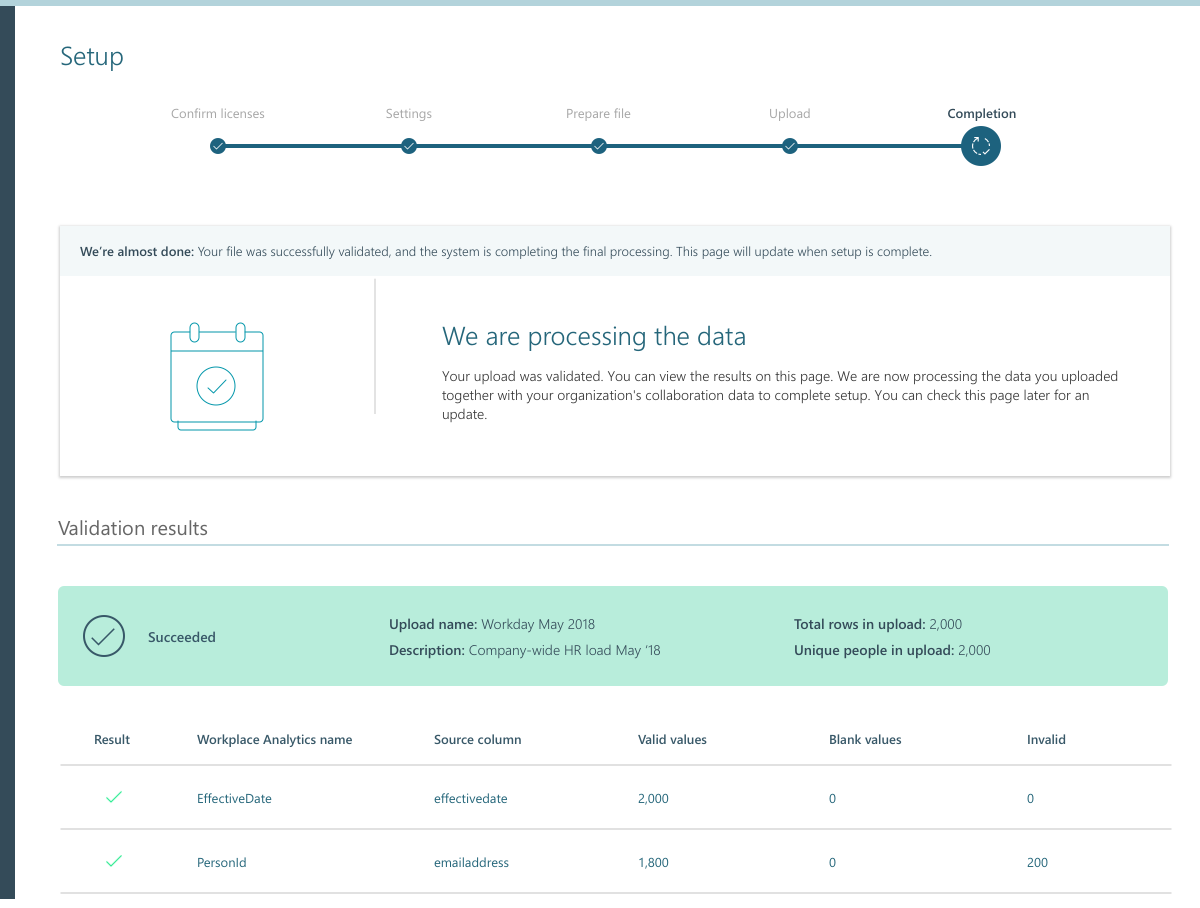 Setup
Confirm licenses
Settings
Prepare file
Upload
Completion
We're almost done: Your file was successfully validated, and the system is completing the final processing. This page will update when setup is complete.
We are processing the data
Your upload was validated. You can view the results on this page. We are now processing the data you uploaded
together with your organization's collaboration data to complete setup. You can check this page later for an
update.
Validation results
Succeeded
Upload name: Workday May 2018
Description: Company-wide HR load May '18
Total rows in upload: 2,000
Unique people in upload: 2,000
Result Workplace Analytics name Source column Valid values Blank values Invalid
EffectiveDate effectivedate 2,000 0 0
PersonId emailaddress 1,800 0 200